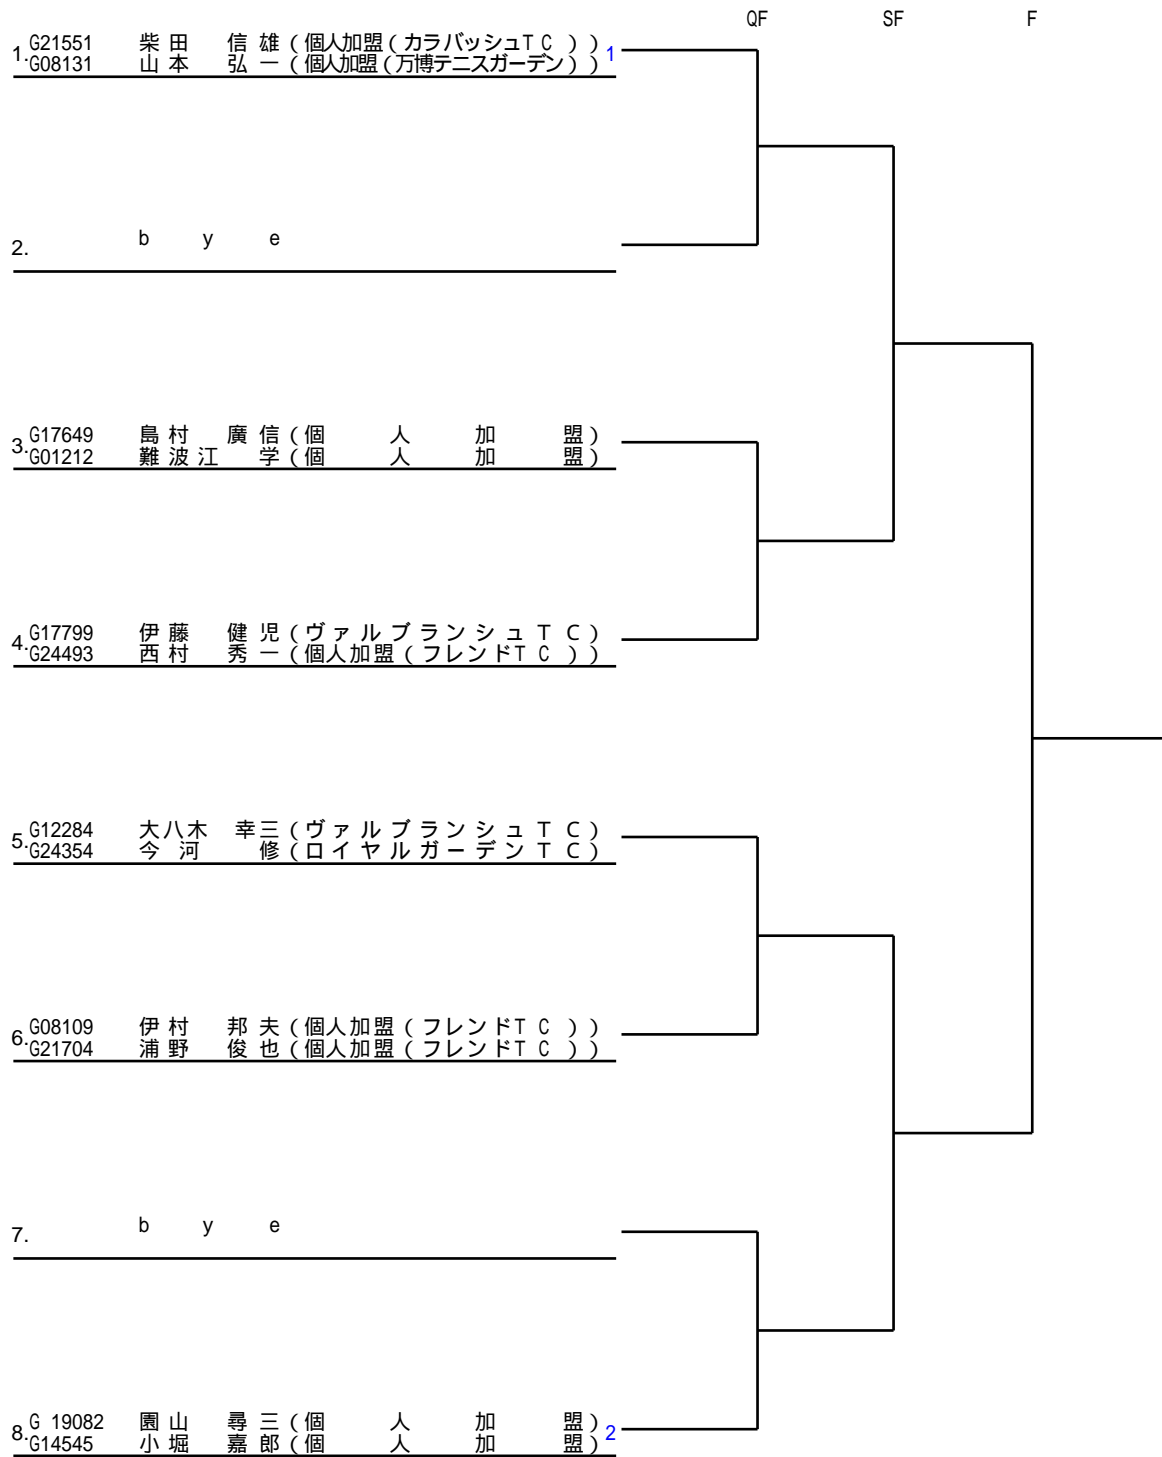 QF SF F
1. G21551 柴田 信雄(個人加盟(カラバッシュTC))1
G08131 山本 弘一(個人加盟(万博テニスガーデン))
2. bye
3. G17649 島村 廣信(個人加盟)
G01212 難波江 学(個人加盟)
4. G17799 伊藤 健児(ヴァルブランシュTC)
G24493 西村 秀一(個人加盟(フレンドTC))
5. G12284 大八木 幸三(ヴァルブランシュTC)
G24354 今河 修(ロイヤルガーデンTC)
6. G08109 伊村 邦夫(個人加盟(フレンドTC))
G21704 浦野 俊也(個人加盟(フレンドTC))
7. bye
8. G 19082 園山 尋三(個人加盟)2
G14545 小堀 嘉郎(個人加盟)